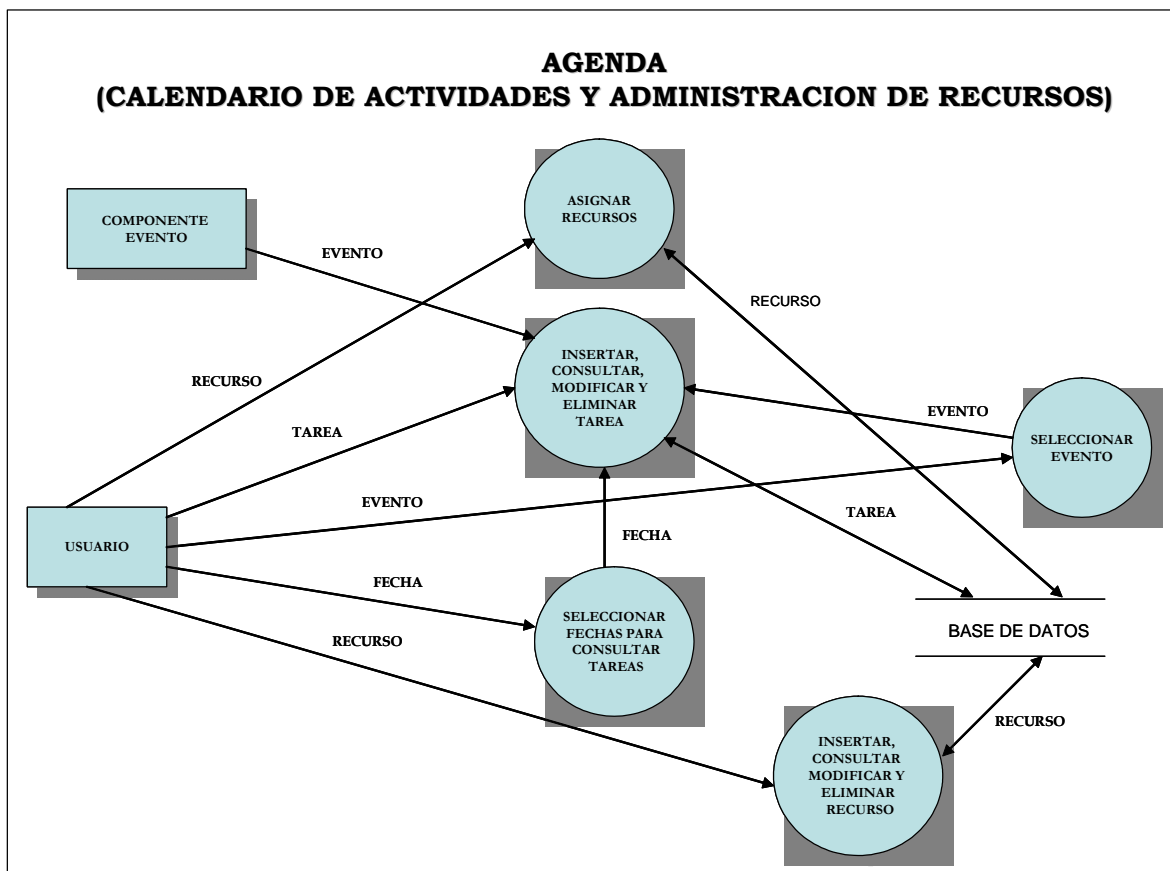 AGENDA
(CALENDARIO DE ACTIVIDADES Y ADMINISTRACION DE RECURSOS)
ASIGNAR
RECURSOS
COMPONENTE
EVENTO
EVENTO
RECURSO
INSERTAR,
CONSULTAR,
MODIFICAR Y
ELIMINAR
TAREA
RECURSO
TAREA
EVENTO
SELECCIONAR
EVENTO
EVENTO
TAREA
USUARIO
FECHA
FECHA
SELECCIONAR
FECHAS PARA
CONSULTAR
TAREAS
RECURSO
BASE DE DATOS
RECURSO
INSERTAR,
CONSULTAR
MODIFICAR Y
ELIMINAR
RECURSO